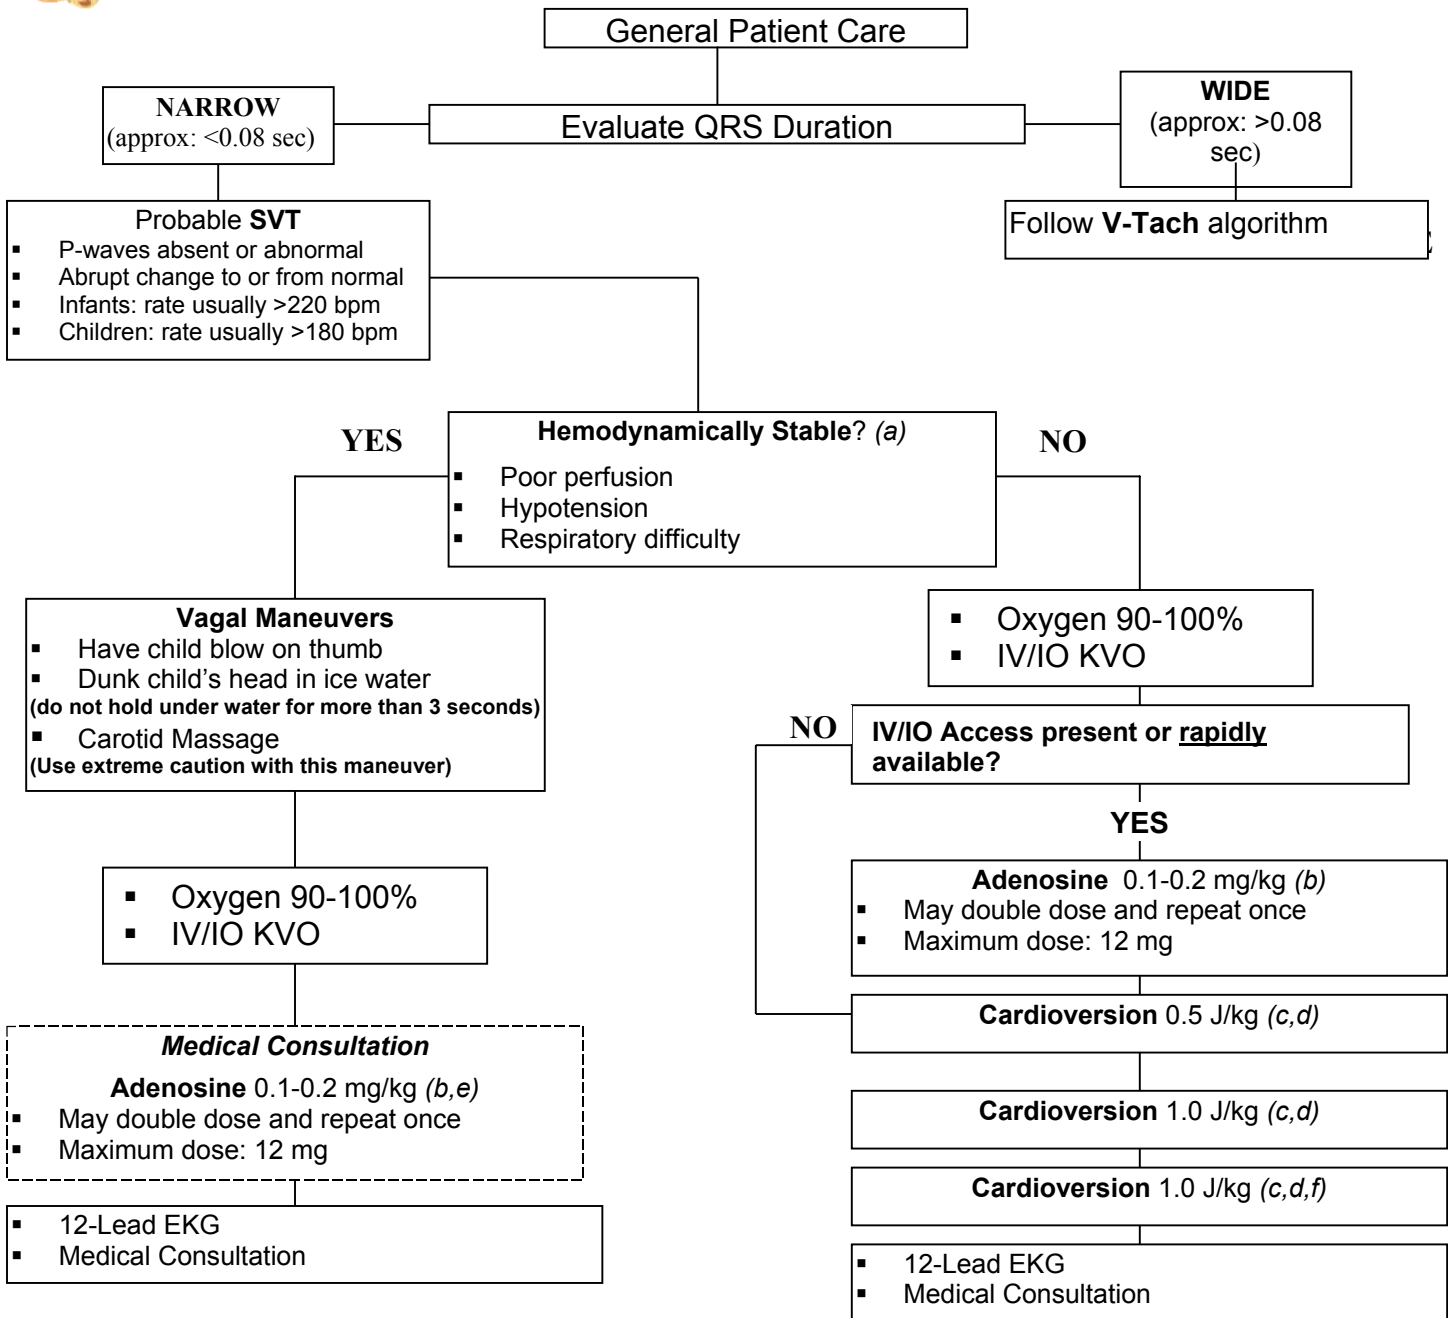 General Patient Care
NARROW
(approx: <0.08 sec)
Evaluate QRS Duration
WIDE
(approx: >0.08
sec)
Probable SVT
▪ P-waves absent or abnormal
▪ Abrupt change to or from normal
▪ Infants: rate usually >220 bpm
▪ Children: rate usually >180 bpm
Follow V-Tach algorithm
YES
Hemodynamically Stable? (a)
▪ Poor perfusion
▪ Hypotension
▪ Respiratory difficulty
NO
Vagal Maneuvers
▪ Have child blow on thumb
▪ Dunk child’s head in ice water
(do not hold under water for more than 3 seconds)
▪ Carotid Massage
(Use extreme caution with this maneuver)
▪ Oxygen 90-100%
▪ IV/IO KVO
Medical Consultation
Adenosine 0.1-0.2 mg/kg (b,e)
▪ May double dose and repeat once
▪ Maximum dose: 12 mg
▪ 12-Lead EKG
▪ Medical Consultation
▪ Oxygen 90-100%
▪ IV/IO KVO
NO
IV/IO Access present or rapidly
available?
YES
Adenosine 0.1-0.2 mg/kg (b)
▪ May double dose and repeat once
▪ Maximum dose: 12 mg
Cardioversion 0.5 J/kg (c,d)
Cardioversion 1.0 J/kg (c,d)
Cardioversion 1.0 J/kg (c,d,f)
▪ 12-Lead EKG
▪ Medical Consultation